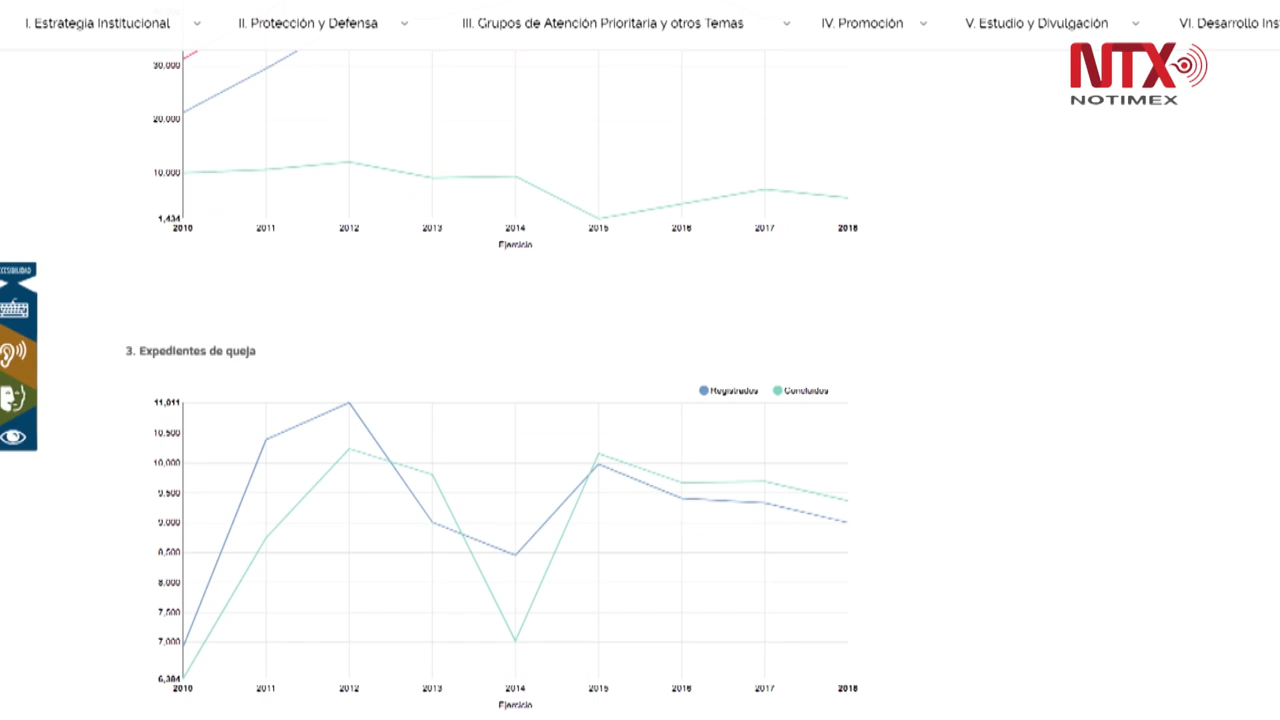 I. Estrategia Institucional
II. Protección y Defensa
III. Grupos de Atención Prioritaria y otros Temas
IV. Promoción
V. Estudio y Divulgación
VI. Desarrollo Ins
NTX
NOTIMEX
30,000
20,000
10,000
1,434
2010 2011 2012 2013 2014 2015 2016 2017 2018
Ejercicio
CCESIBILIDAD
3. Expedientes de queja
Registrados Concluidos
11,011
10,500
10,000
9,500
9,000
8,500
8,000
7,500
7,000
6,384
2010 2011 2012 2013 2014 2015 2016 2017 2018
Ejercicio